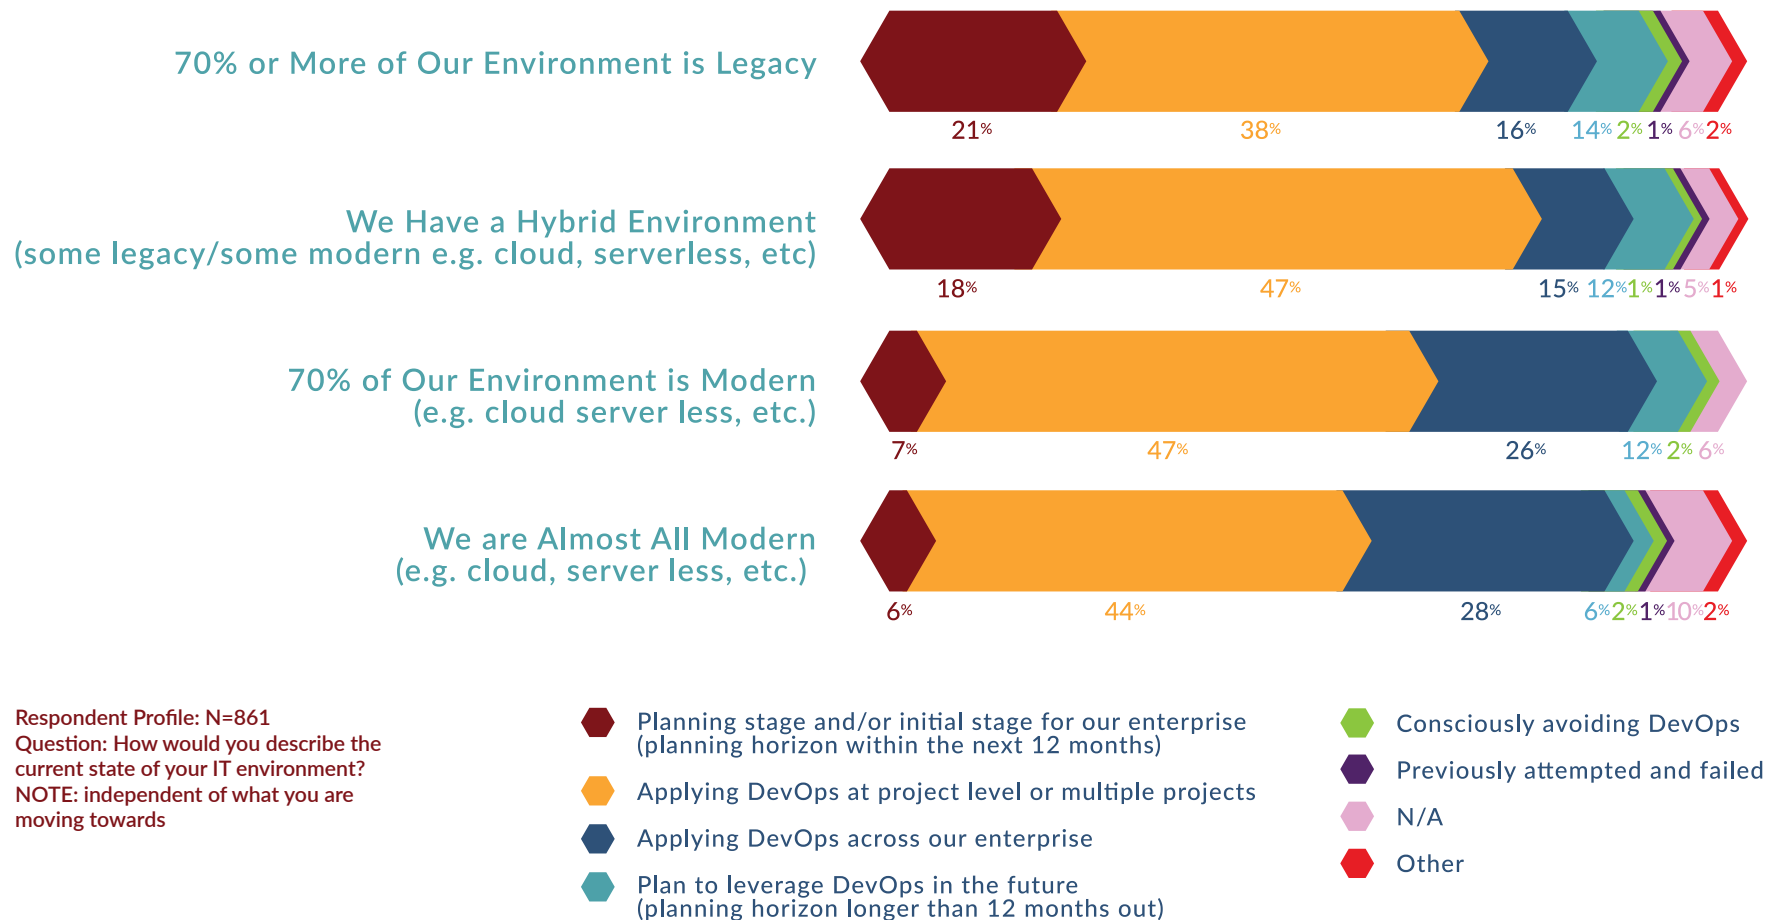 70% or More of Our Environment is Legacy
21% 38% 16% 14% 2% 1% 6% 2%
We Have a Hybrid Environment
(some legacy/some modern e.g. cloud, serverless, etc)
18% 47% 15% 12% 1% 1% 5% 1%
70% of Our Environment is Modern
(e.g. cloud server less, etc.)
7% 47% 26% 12% 2% 6%
We are Almost All Modern
(e.g. cloud, server less, etc.)
6% 44% 28% 6% 2% 1% 10% 2%
Respondent Profile: N=861
Question: How would you describe the
current state of your IT environment?
NOTE: independent of what you are
moving towards
Planning stage and/or initial stage for our enterprise
(planning horizon within the next 12 months)
Applying DevOps at project level or multiple projects
Applying DevOps across our enterprise
Plan to leverage DevOps in the future
(planning horizon longer than 12 months out)
Consciously avoiding DevOps
Previously attempted and failed
N/A
Other